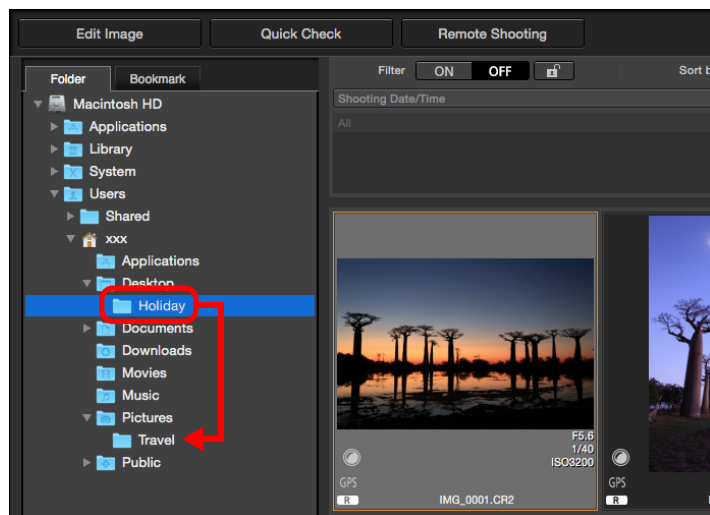 Edit Image Quick Check Remote Shooting
Folder Bookmark
Macintosh HD
Applications
Library
System
Users
Shared
xxx
Applications
Desktop
Holiday
Documents
Downloads
Movies
Music
Pictures
Travel
Public
Filter ON OFF Sort
Shooting Date/Time
All
F5.6
1/40
ISO3200
GPS
R IMG_0001.CR2
GPS
R